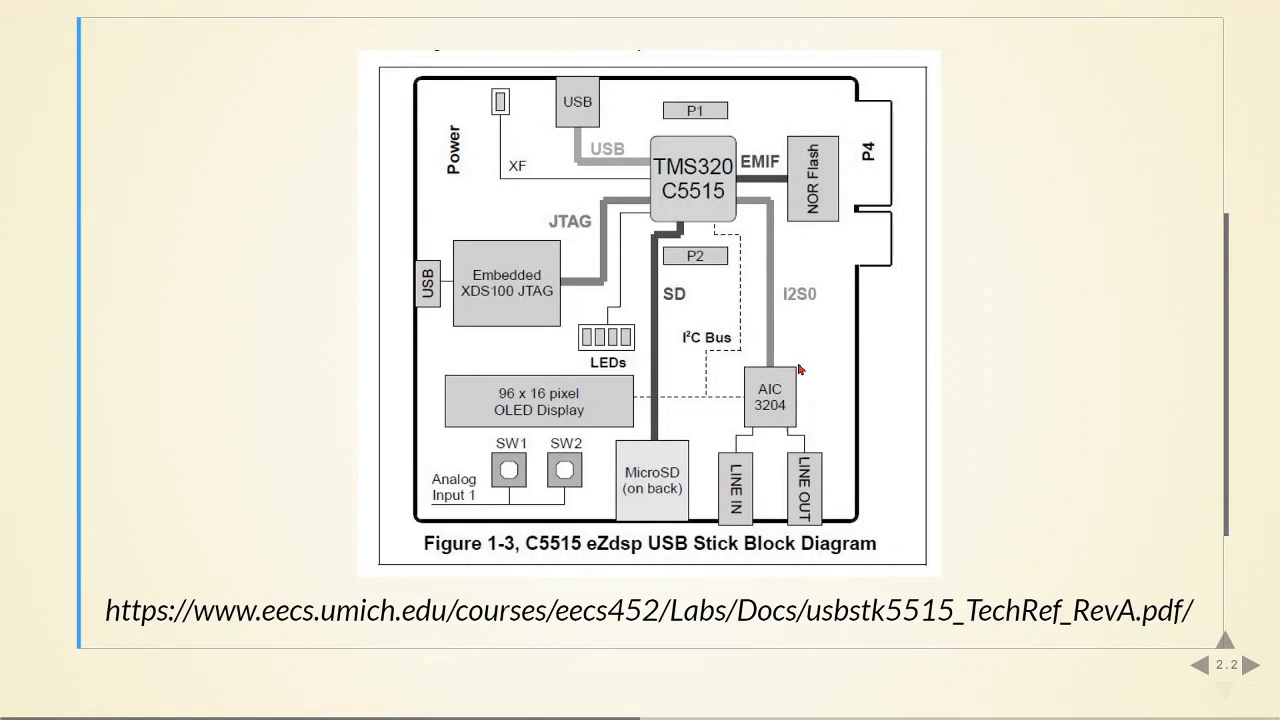 USB
P1
Power
XF
USB
TMS320
C5515
EMIF
NOR Flash
P4
JTAG
P2
USB
Embedded
XDS100 JTAG
SD
I2S0
I²C Bus
LEDs
96 x 16 pixel
OLED Display
AIC
3204
SW1
SW2
Analog
Input 1
MicroSD
(on back)
LINE IN
LINE OUT
Figure 1-3, C5515 eZdsp USB Stick Block Diagram
https://www.eecs.umich.edu/courses/eecs452/Labs/Docs/usbstk5515_TechRef_RevA.pdf/
2.2